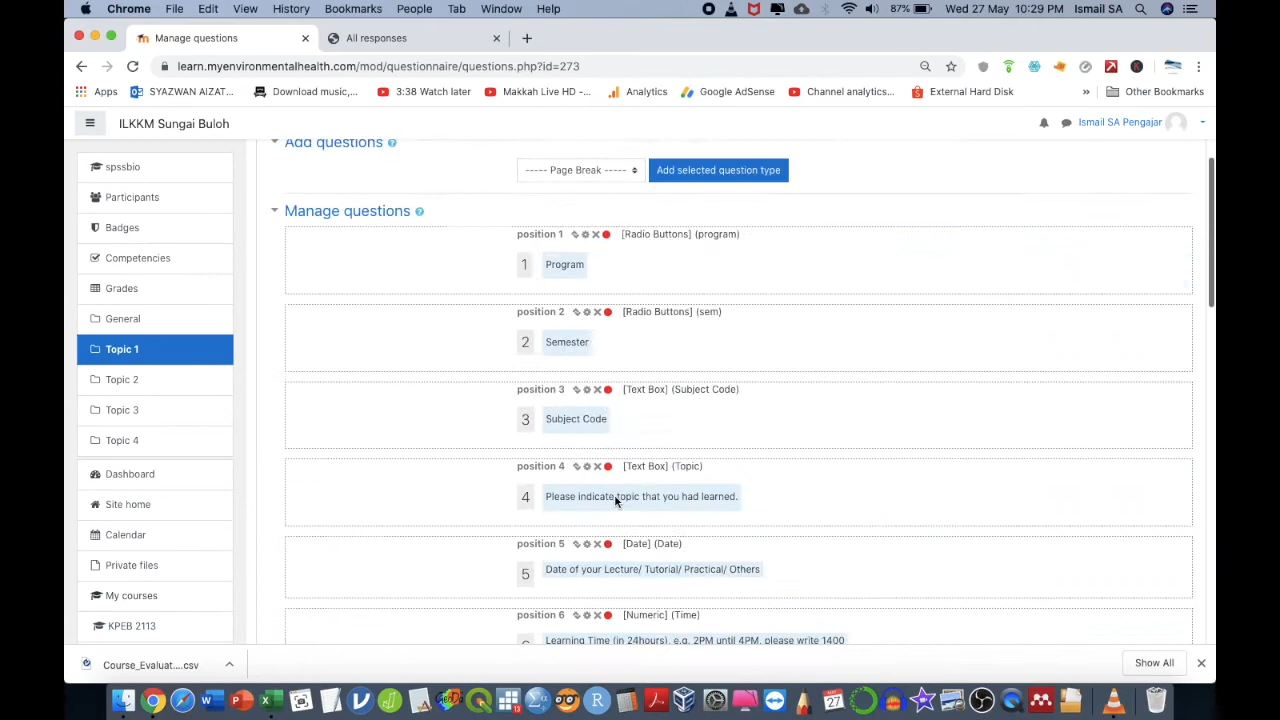 Chrome File Edit View History Bookmarks People Tab Window Help 87% Wed 27 May 10:29 PM Ismail SA
Manage questions All responses
learn.myenvironmentalhealth.com/mod/questionnaire/questions.php?id=273
Apps SYAZWAN AIZAT... Download music,... 3:38 Watch later Makkah Live HD -... Analytics Google AdSense Channel analytics... External Hard Disk » Other Bookmarks
ILKKM Sungai Buloh Ismail SA Pengajar
spssbio
Participants
Badges
Competencies
Grades
General
Topic 1
Topic 2
Topic 3
Topic 4
Dashboard
Site home
Calendar
Private files
My courses
KPEB 2113
Add questions
----- Page Break ----- Add selected question type
Manage questions
position 1 [Radio Buttons] (program)
1 Program
position 2 [Radio Buttons] (sem)
2 Semester
position 3 [Text Box] (Subject Code)
3 Subject Code
position 4 [Text Box] (Topic)
4 Please indicate topic that you had learned.
position 5 [Date] (Date)
5 Date of your Lecture/ Tutorial/ Practical/ Others
position 6 [Numeric] (Time)
Learning Time (in 24hours), e.g. 2PM until 4PM, please write 1400
Course_Evaluat....csv Show All